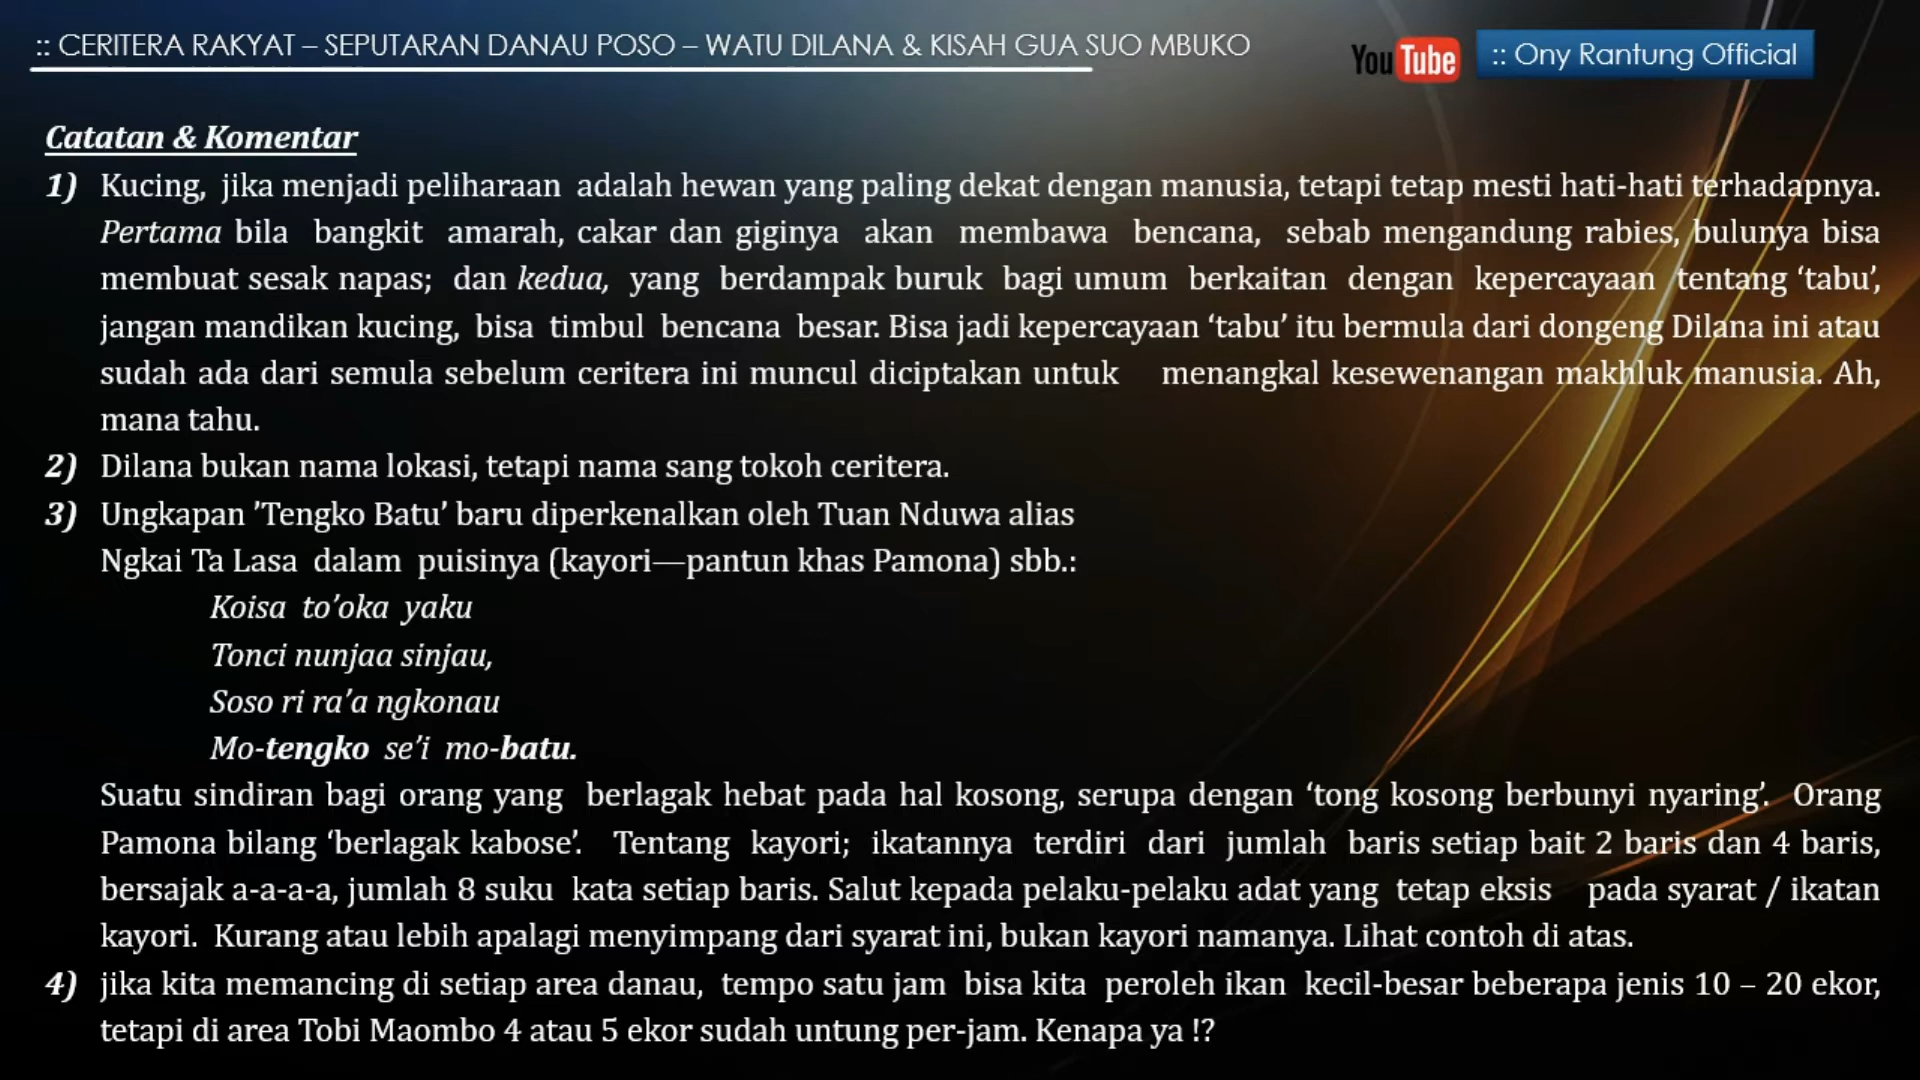 :: CERITERA RAKYAT – SEPUTARAN DANAU POSO – WATU DILANA & KISAH GUA SUO MBUKO
YouTube :: Ony Rantung Official
Catatan & Komentar
1) Kucing, jika menjadi peliharaan adalah hewan yang paling dekat dengan manusia, tetapi tetap mesti hati-hati terhadapnya.
Pertama bila bangkit amarah, cakar dan giginya akan membawa bencana, sebab mengandung rabies, bulunya bisa
membuat sesak napas; dan kedua, yang berdampak buruk bagi umum berkaitan dengan kepercayaan tentang ‘tabu’,
jangan mandikan kucing, bisa timbul bencana besar. Bisa jadi kepercayaan ‘tabu’ itu bermula dari dongeng Dilana ini atau
sudah ada dari semula sebelum ceritera ini muncul diciptakan untuk menangkal kesewenangan makhluk manusia. Ah,
mana tahu.
2) Dilana bukan nama lokasi, tetapi nama sang tokoh ceritera.
3) Ungkapan ’Tengko Batu’ baru diperkenalkan oleh Tuan Nduwa alias
Ngkai Ta Lasa dalam puisinya (kayori—pantun khas Pamona) sbb.:
Koisa to’oka yaku
Tonci nunjaa sinjau,
Soso ri ra’a ngkonau
Mo-tengko se’i mo-batu.
Suatu sindiran bagi orang yang berlagak hebat pada hal kosong, serupa dengan ‘tong kosong berbunyi nyaring’. Orang
Pamona bilang ‘berlagak kabose’. Tentang kayori; ikatannya terdiri dari jumlah baris setiap bait 2 baris dan 4 baris,
bersajak a-a-a-a, jumlah 8 suku kata setiap baris. Salut kepada pelaku-pelaku adat yang tetap eksis pada syarat / ikatan
kayori. Kurang atau lebih apalagi menyimpang dari syarat ini, bukan kayori namanya. Lihat contoh di atas.
4) jika kita memancing di setiap area danau, tempo satu jam bisa kita peroleh ikan kecil-besar beberapa jenis 10 – 20 ekor,
tetapi di area Tobi Maombo 4 atau 5 ekor sudah untung per-jam. Kenapa ya !?